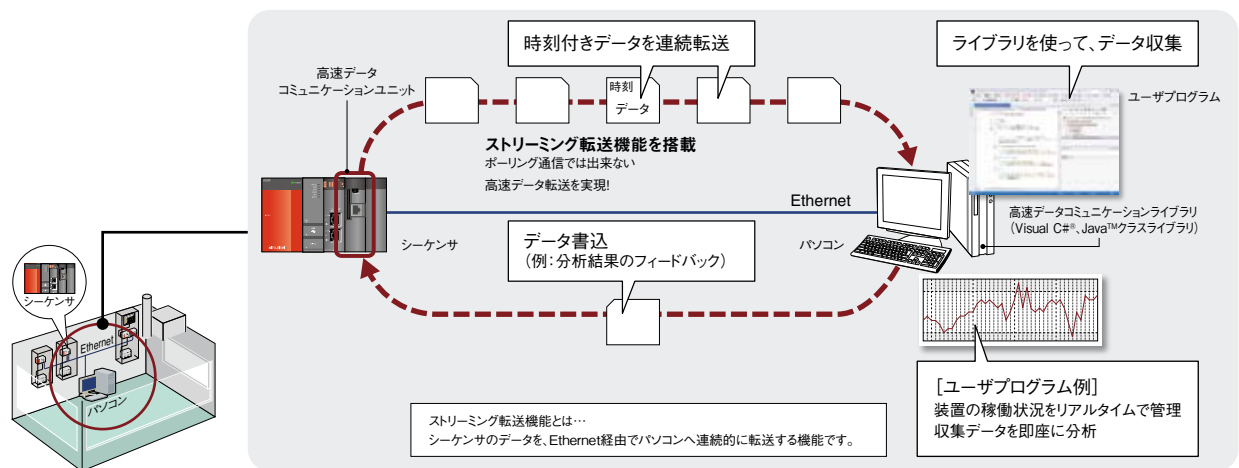 時刻付きデータを連続転送
ライブラリを使って、データ収集
高速データ
コミュニケーションユニット
時刻
データ
ユーザプログラム
ストリーミング転送機能を搭載
ポーリング通信では出来ない
高速データ転送を実現!
Ethernet
シーケンサ
データ書込
(例：分析結果のフィードバック)
パソコン
高速データコミュニケーションライブラリ
(Visual C#®、Java™クラスライブラリ)
シーケンサ
Ethernet
パソコン
[ユーザプログラム例]
装置の稼働状況をリアルタイムで管理
収集データを即座に分析
ストリーミング転送機能とは…
シーケンサのデータを、Ethernet経由でパソコンへ連続的に転送する機能です。